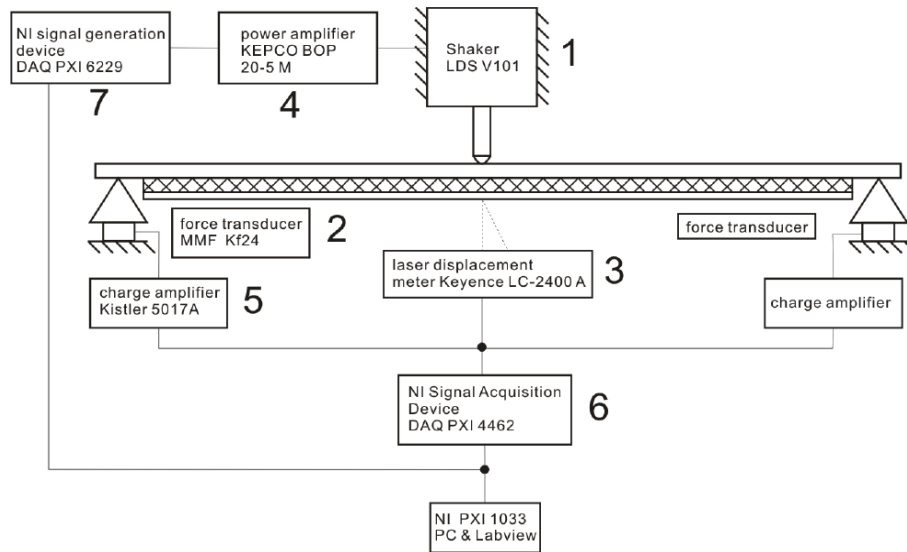 NI signal generation
device
DAQ PXI 6229
7
power amplifier
KEPCO BOP
20-5 M
4
Shaker
LDS V101
1
force transducer
MMF Kf24
2
force transducer
laser displacement
meter Keyence LC-2400 A
3
charge amplifier
Kistler 5017A
5
charge amplifier
NI Signal Acquisition
Device
DAQ PXI 4462
6
NI PXI 1033
PC & Labview